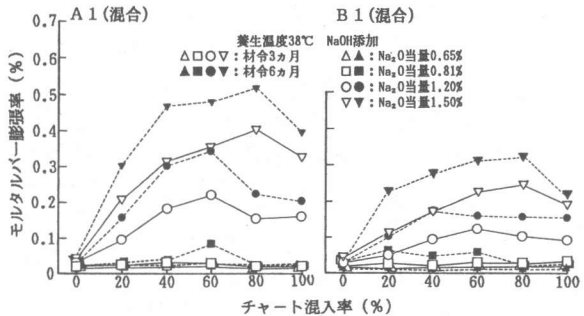 A1(混合)
B1(混合)
養生温度38℃ NaOH添加
△□○▽:材令3ヵ月
▲■●▼:材令6ヵ月
△▲:Na₂O当量0.65%
□■:Na₂O当量0.81%
○●:Na₂O当量1.20%
▽▼:Na₂O当量1.50%
モルタルバー膨張率(%)
0.7
0.6
0.5
0.4
0.3
0.2
0.1
0
0 20 40 60 80 100
0 20 40 60 80 100
チャート混入率(%)